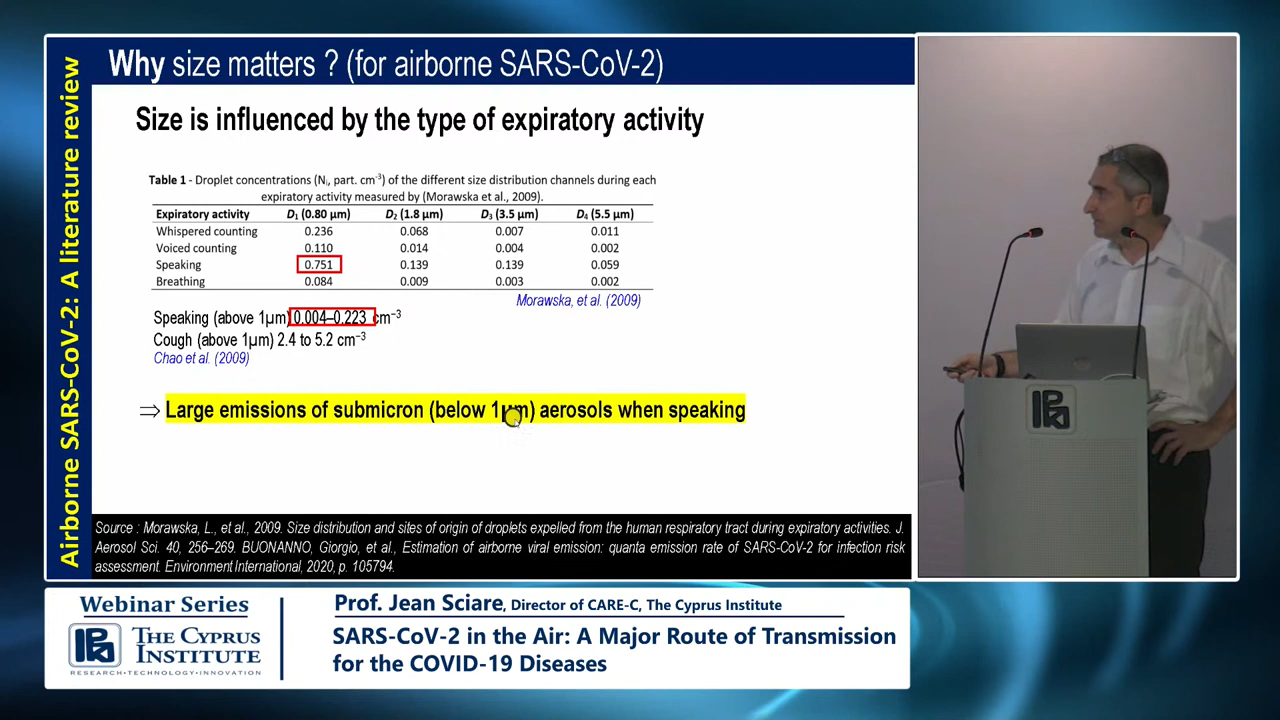 Airborne SARS-CoV-2: A literature review
Why size matters ? (for airborne SARS-CoV-2)
Size is influenced by the type of expiratory activity
Table 1 - Droplet concentrations (Ni, part. cm-3) of the different size distribution channels during each
expiratory activity measured by (Morawska et al., 2009).
Expiratory activity D1 (0.80 µm) D2 (1.8 µm) D3 (3.5 µm) D4 (5.5 µm)
Whispered counting 0.236 0.068 0.007 0.011
Voiced counting 0.110 0.014 0.004 0.002
Speaking 0.751 0.139 0.139 0.059
Breathing 0.084 0.009 0.003 0.002
Morawska, et al. (2009)
Speaking (above 1µm) 0.004–0.223 cm−3
Cough (above 1µm) 2.4 to 5.2 cm−3
Chao et al. (2009)
⇒ Large emissions of submicron (below 1µm) aerosols when speaking
Source : Morawska, L., et al., 2009. Size distribution and sites of origin of droplets expelled from the human respiratory tract during expiratory activities. J.
Aerosol Sci. 40, 256–269. BUONANNO, Giorgio, et al., Estimation of airborne viral emission: quanta emission rate of SARS-CoV-2 for infection risk
assessment. Environment International, 2020, p. 105794.
Webinar Series
THE CYPRUS
INSTITUTE
RESEARCH•TECHNOLOGY•INNOVATION
Prof. Jean Sciare, Director of CARE-C, The Cyprus Institute
SARS-CoV-2 in the Air: A Major Route of Transmission
for the COVID-19 Diseases